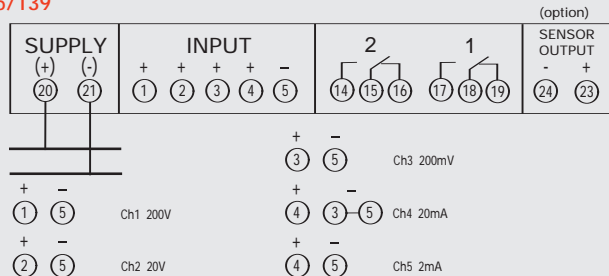 /139
(option)
SUPPLY INPUT 2 1 SENSOR OUTPUT
(+) (-) + + + + – - +
20 21 1 2 3 4 5 14 15 16 17 18 19 24 23
+ –
3 5 Ch3 200mV
+ –
1 5 Ch1 200V
+ –
4 3 5 Ch4 20mA
+ –
2 5 Ch2 20V
+ –
4 5 Ch5 2mA